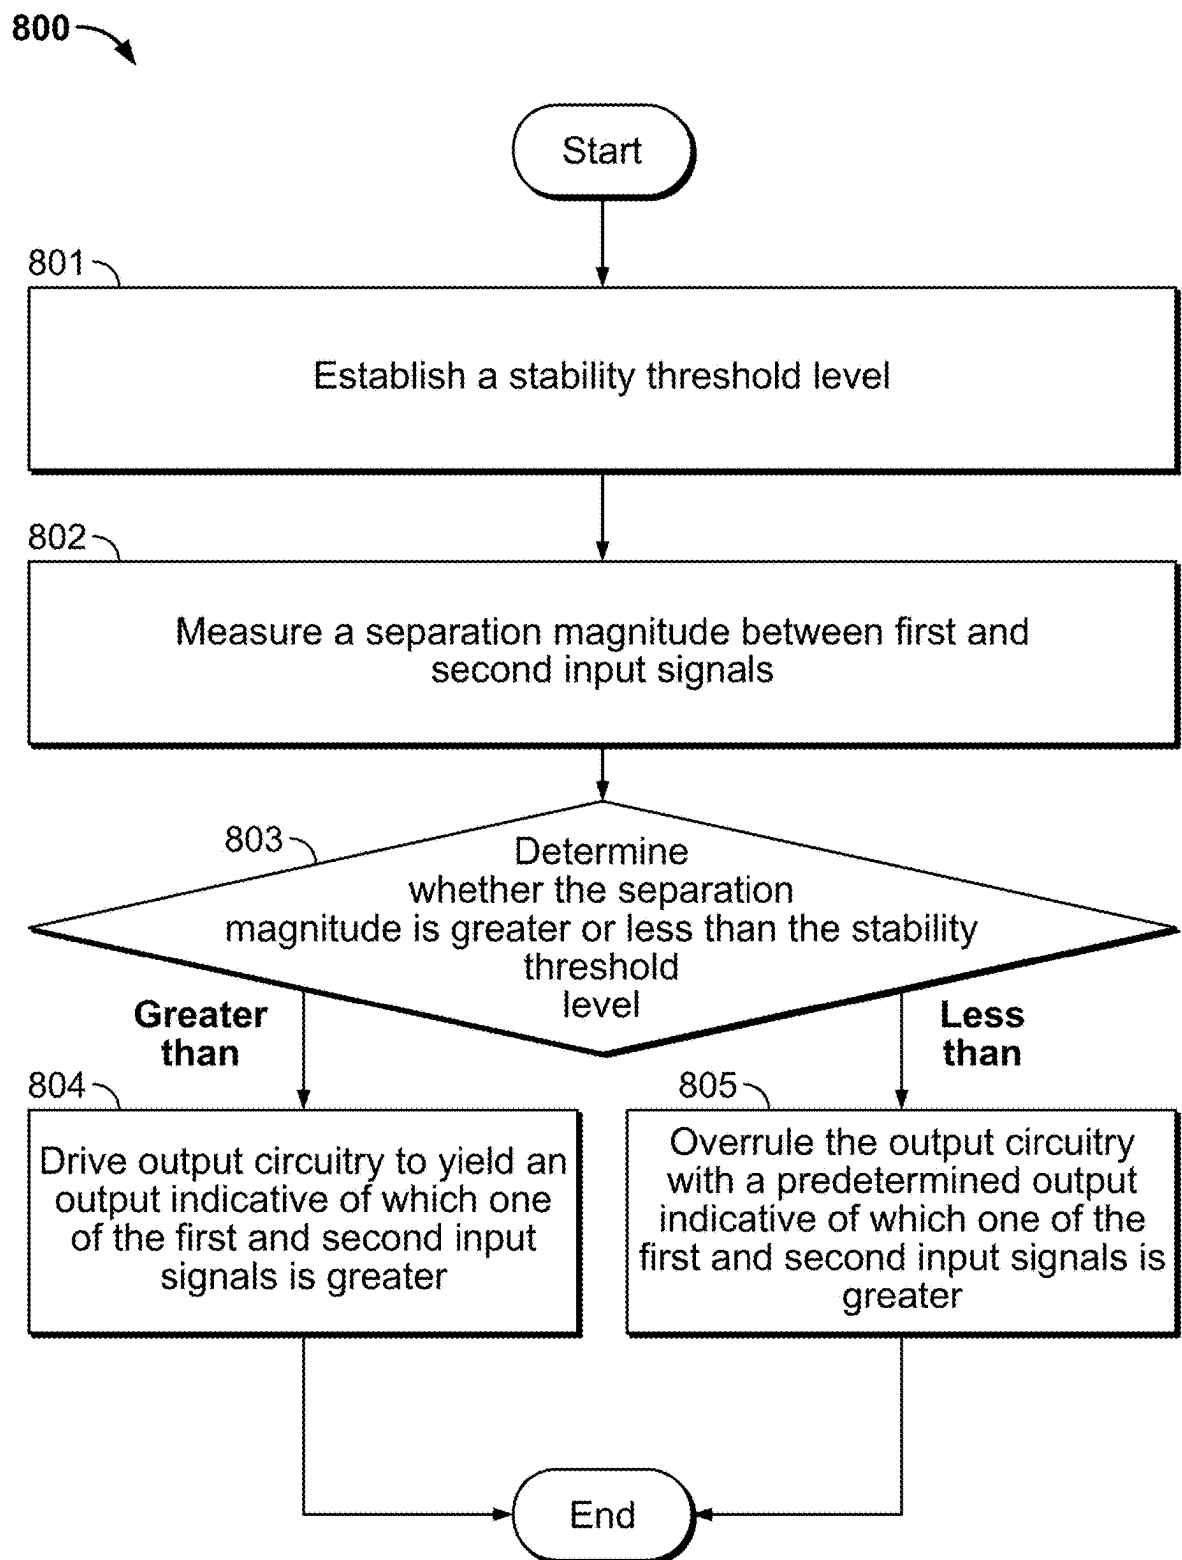 800
Start
801
Establish a stability threshold level
802
Measure a separation magnitude between first and
second input signals
803
Determine
whether the separation
magnitude is greater or less than the stability
threshold
level
Greater
than
Less
than
804
Drive output circuitry to yield an
output indicative of which one
of the first and second input
signals is greater
805
Overrule the output circuitry
with a predetermined output
indicative of which one of the
first and second input signals is
greater
End